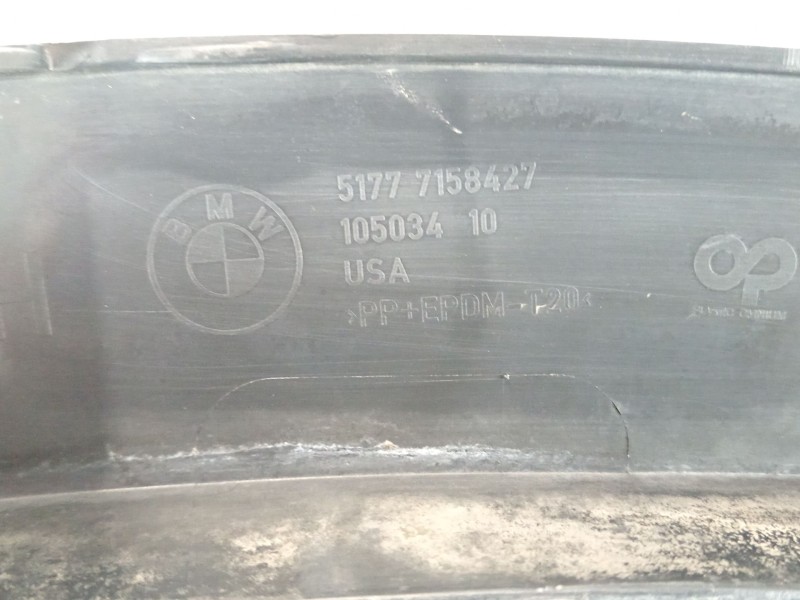 BMW
5177 7158427
105034 10
USA
>PP+EPDM-T20<